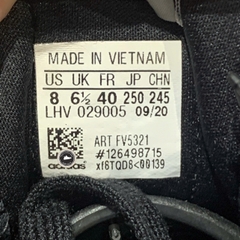 MADE IN VIETNAM
US UK FR JP CHN
8 6½ 40 250 245
LHV 029005 09/20
ART FV5321
#126498715
adidas xf6TQD6<00139